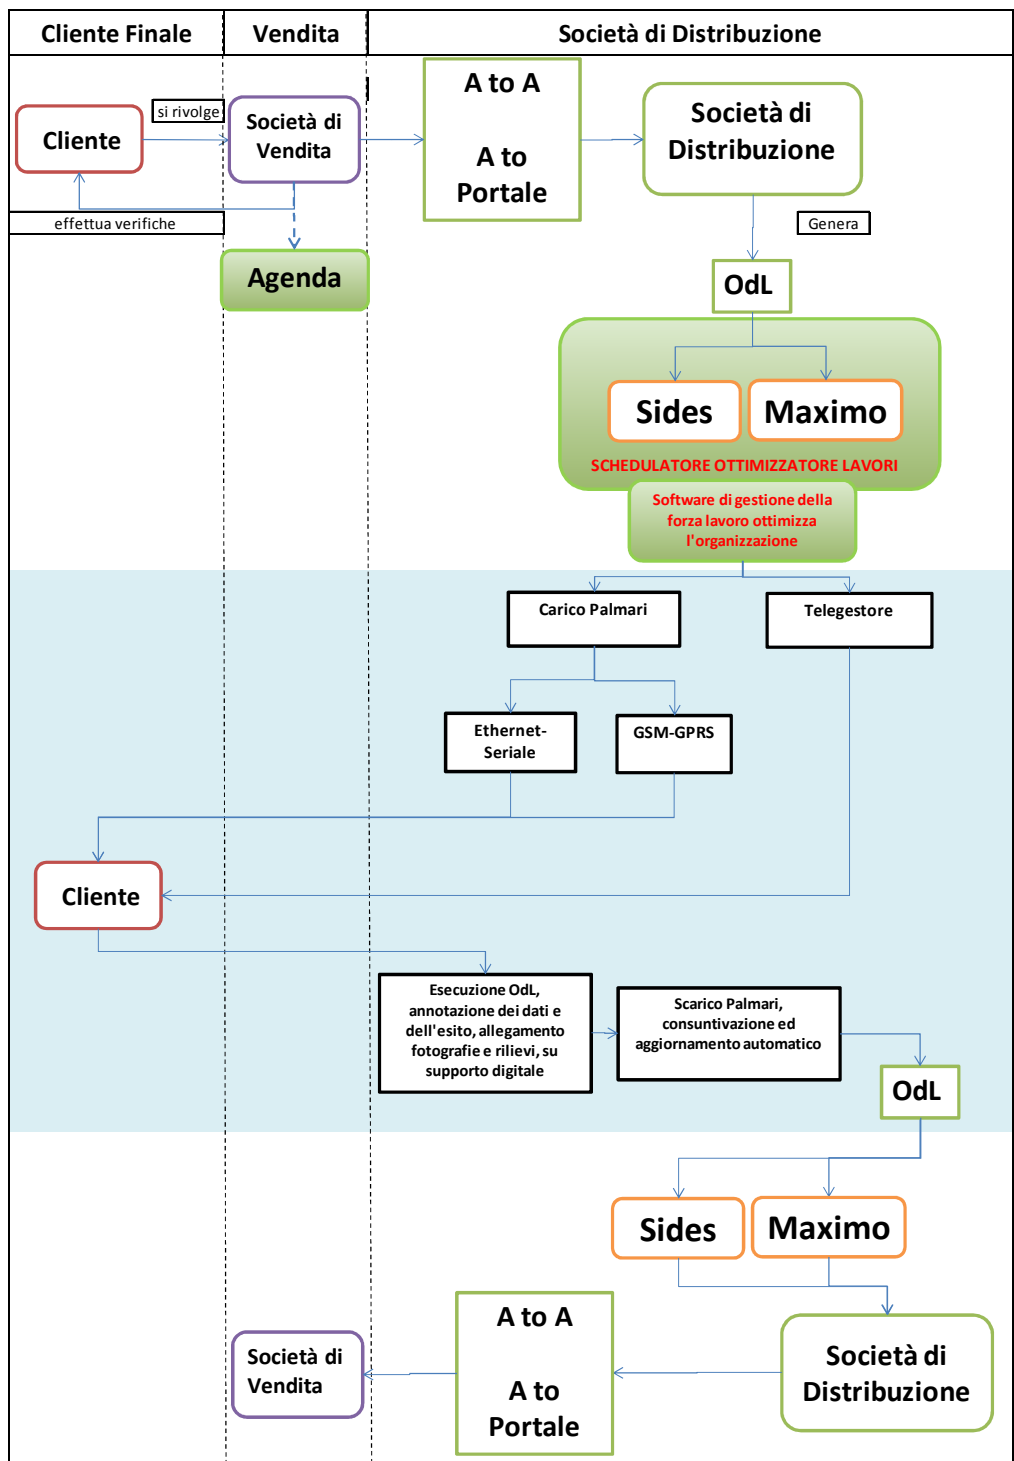 Cliente Finale
Vendita
Società di Distribuzione
si rivolge
Cliente
Società di
Vendita
A to A
A to
Portale
Società di
Distribuzione
effettua verifiche
Genera
Agenda
OdL
Sides
Maximo
SCHEDULATORE OTTIMIZZATORE LAVORI
Software di gestione della
forza lavoro ottimizza
l'organizzazione
Carico Palmari
Telegestore
Ethernet-
Seriale
GSM-GPRS
Cliente
Esecuzione OdL,
annotazione dei dati e
dell'esito, allegamento
fotografie e rilievi, su
supporto digitale
Scarico Palmari,
consuntivazione ed
aggiornamento automatico
OdL
Sides
Maximo
Società di
Vendita
A to A
A to
Portale
Società di
Distribuzione